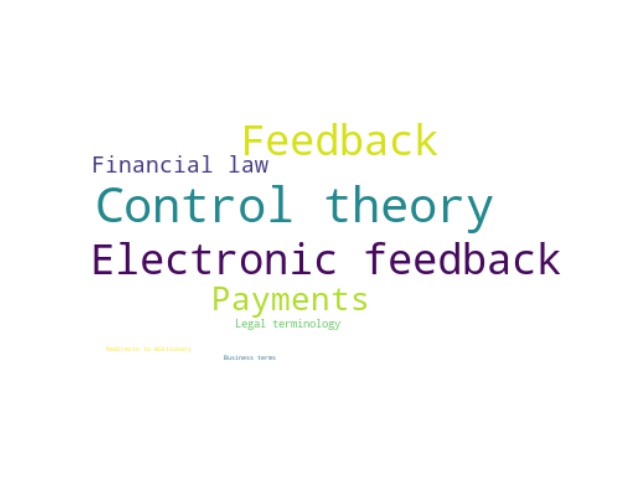 Feedback
Financial law
Control theory
Electronic feedback
Payments
Legal terminology
Redirects to Wiktionary
Business terms